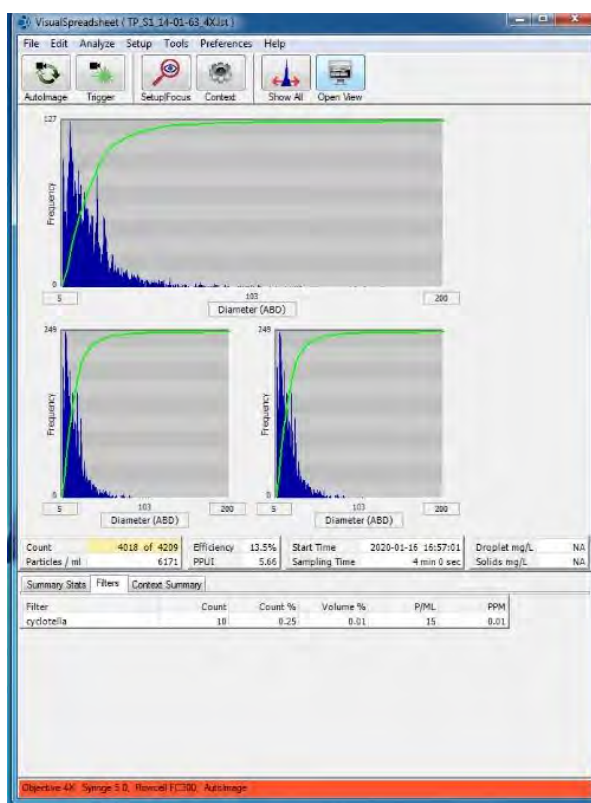 VisualSpreadsheet ( TP_S1_14-01-63_4X.lst )
File Edit Analyze Setup Tools Preferences Help
AutoImage Trigger Setup/Focus Context Show All Open View
127
Frequency
0
5 103 200
Diameter (ABD)
249 249
Frequency Frequency
0 0
5 103 200 5 103 200
Diameter (ABD) Diameter (ABD)
Count 4018 of 4209 Efficiency 13.5% Start Time 2020-01-16 16:57:01 Droplet mg/L NA
Particles / ml 6171 PPUI 5.66 Sampling Time 4 min 0 sec Solids mg/L NA
Summary Stats Filters Context Summary
Filter Count Count % Volume % P/ML PPM
cyclotella 10 0.25 0.01 15 0.01
Objective 4X Syringe 5.0, Flowcell FC300, AutoImage